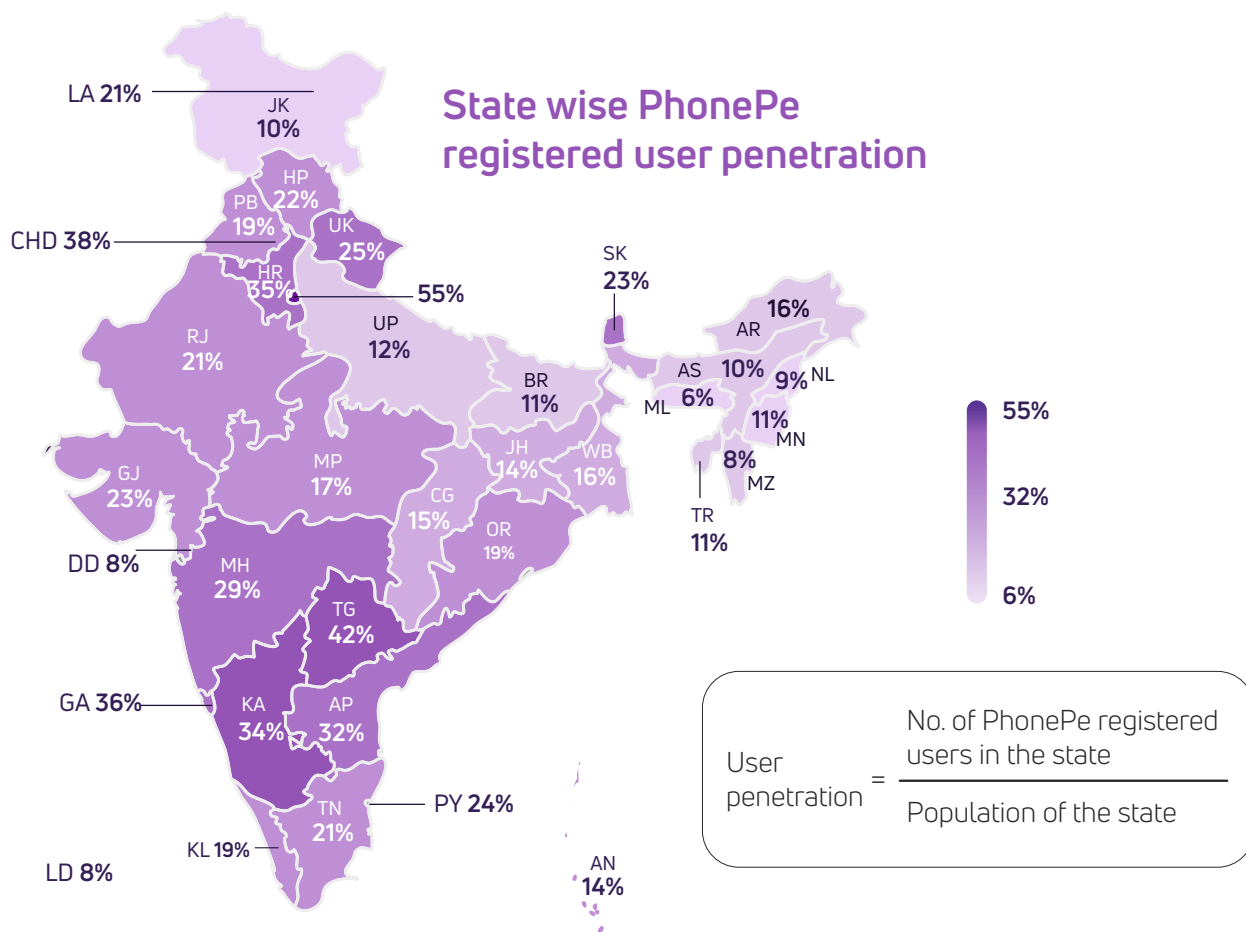 State wise PhonePe
registered user penetration
LA 21%
JK
10%
HP
22%
PB
19%
CHD 38%
UK
25%
HR
35%
55%
SK
23%
RJ
21%
UP
12%
16%
AR
AS
10%
NL
9%
ML
6%
BR
11%
11%
MN
8%
MZ
TR
11%
JH
14%
WB
16%
MP
17%
GJ
23%
CG
15%
OR
19%
DD 8%
MH
29%
TG
42%
GA 36%
KA
34%
AP
32%
PY 24%
TN
21%
KL 19%
LD 8%
AN
14%
55%
32%
6%
User
penetration
=
No. of PhonePe registered
users in the state
Population of the state